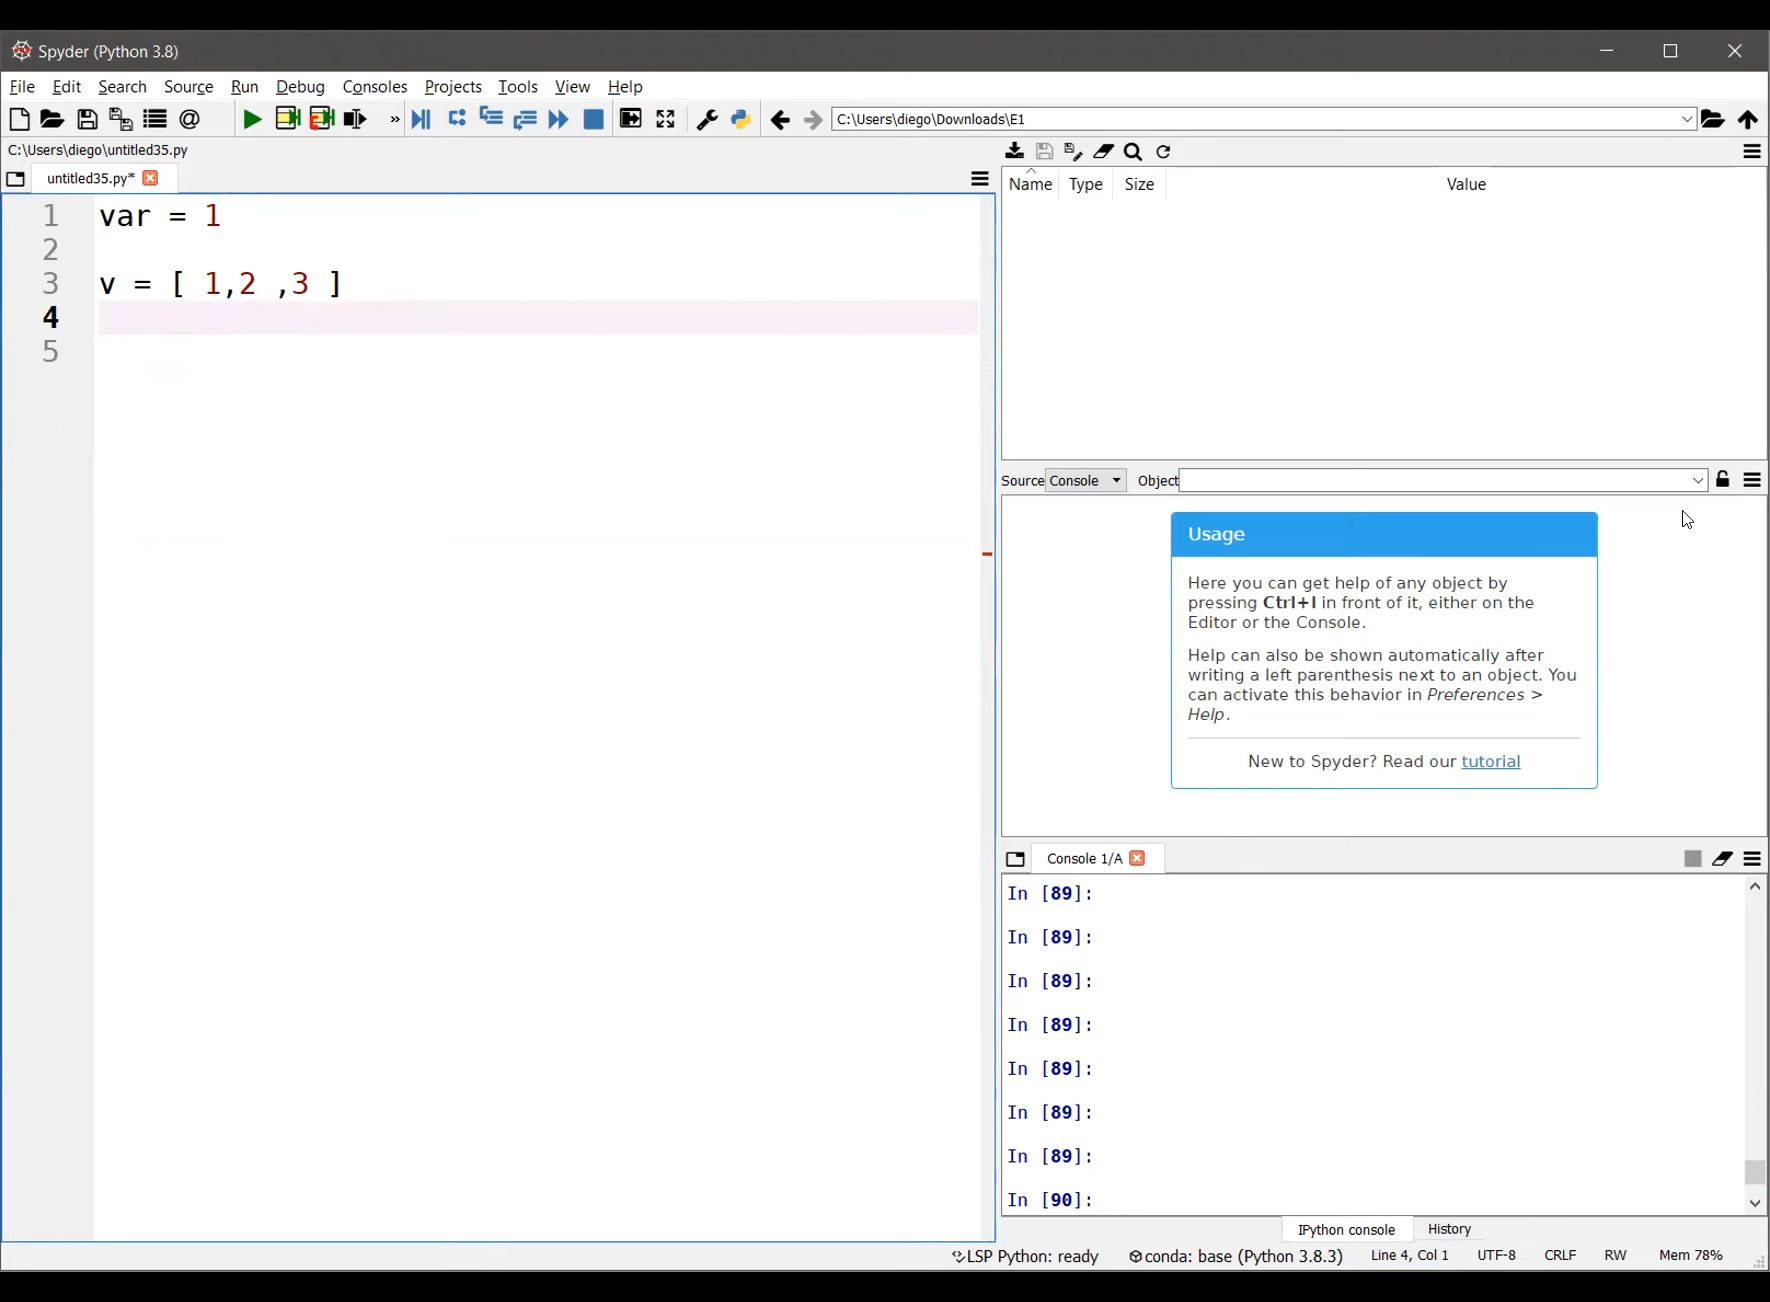 Spyder (Python 3.8)
File Edit Search Source Run Debug Consoles Projects Tools View Help
C:\Users\diego\Downloads\E1
C:\Users\diego\untitled35.py
untitled35.py*
Name Type Size Value
1 var = 1
2
3 v = [ 1,2 ,3 ]
4
5
Source Console Object
Usage
Here you can get help of any object by
pressing Ctrl+I in front of it, either on the
Editor or the Console.
Help can also be shown automatically after
writing a left parenthesis next to an object. You
can activate this behavior in Preferences >
Help.
New to Spyder? Read our tutorial
Console 1/A
In [89]:
In [89]:
In [89]:
In [89]:
In [89]:
In [89]:
In [89]:
In [90]:
IPython console History
LSP Python: ready conda: base (Python 3.8.3) Line 4, Col 1 UTF-8 CRLF RW Mem 78%